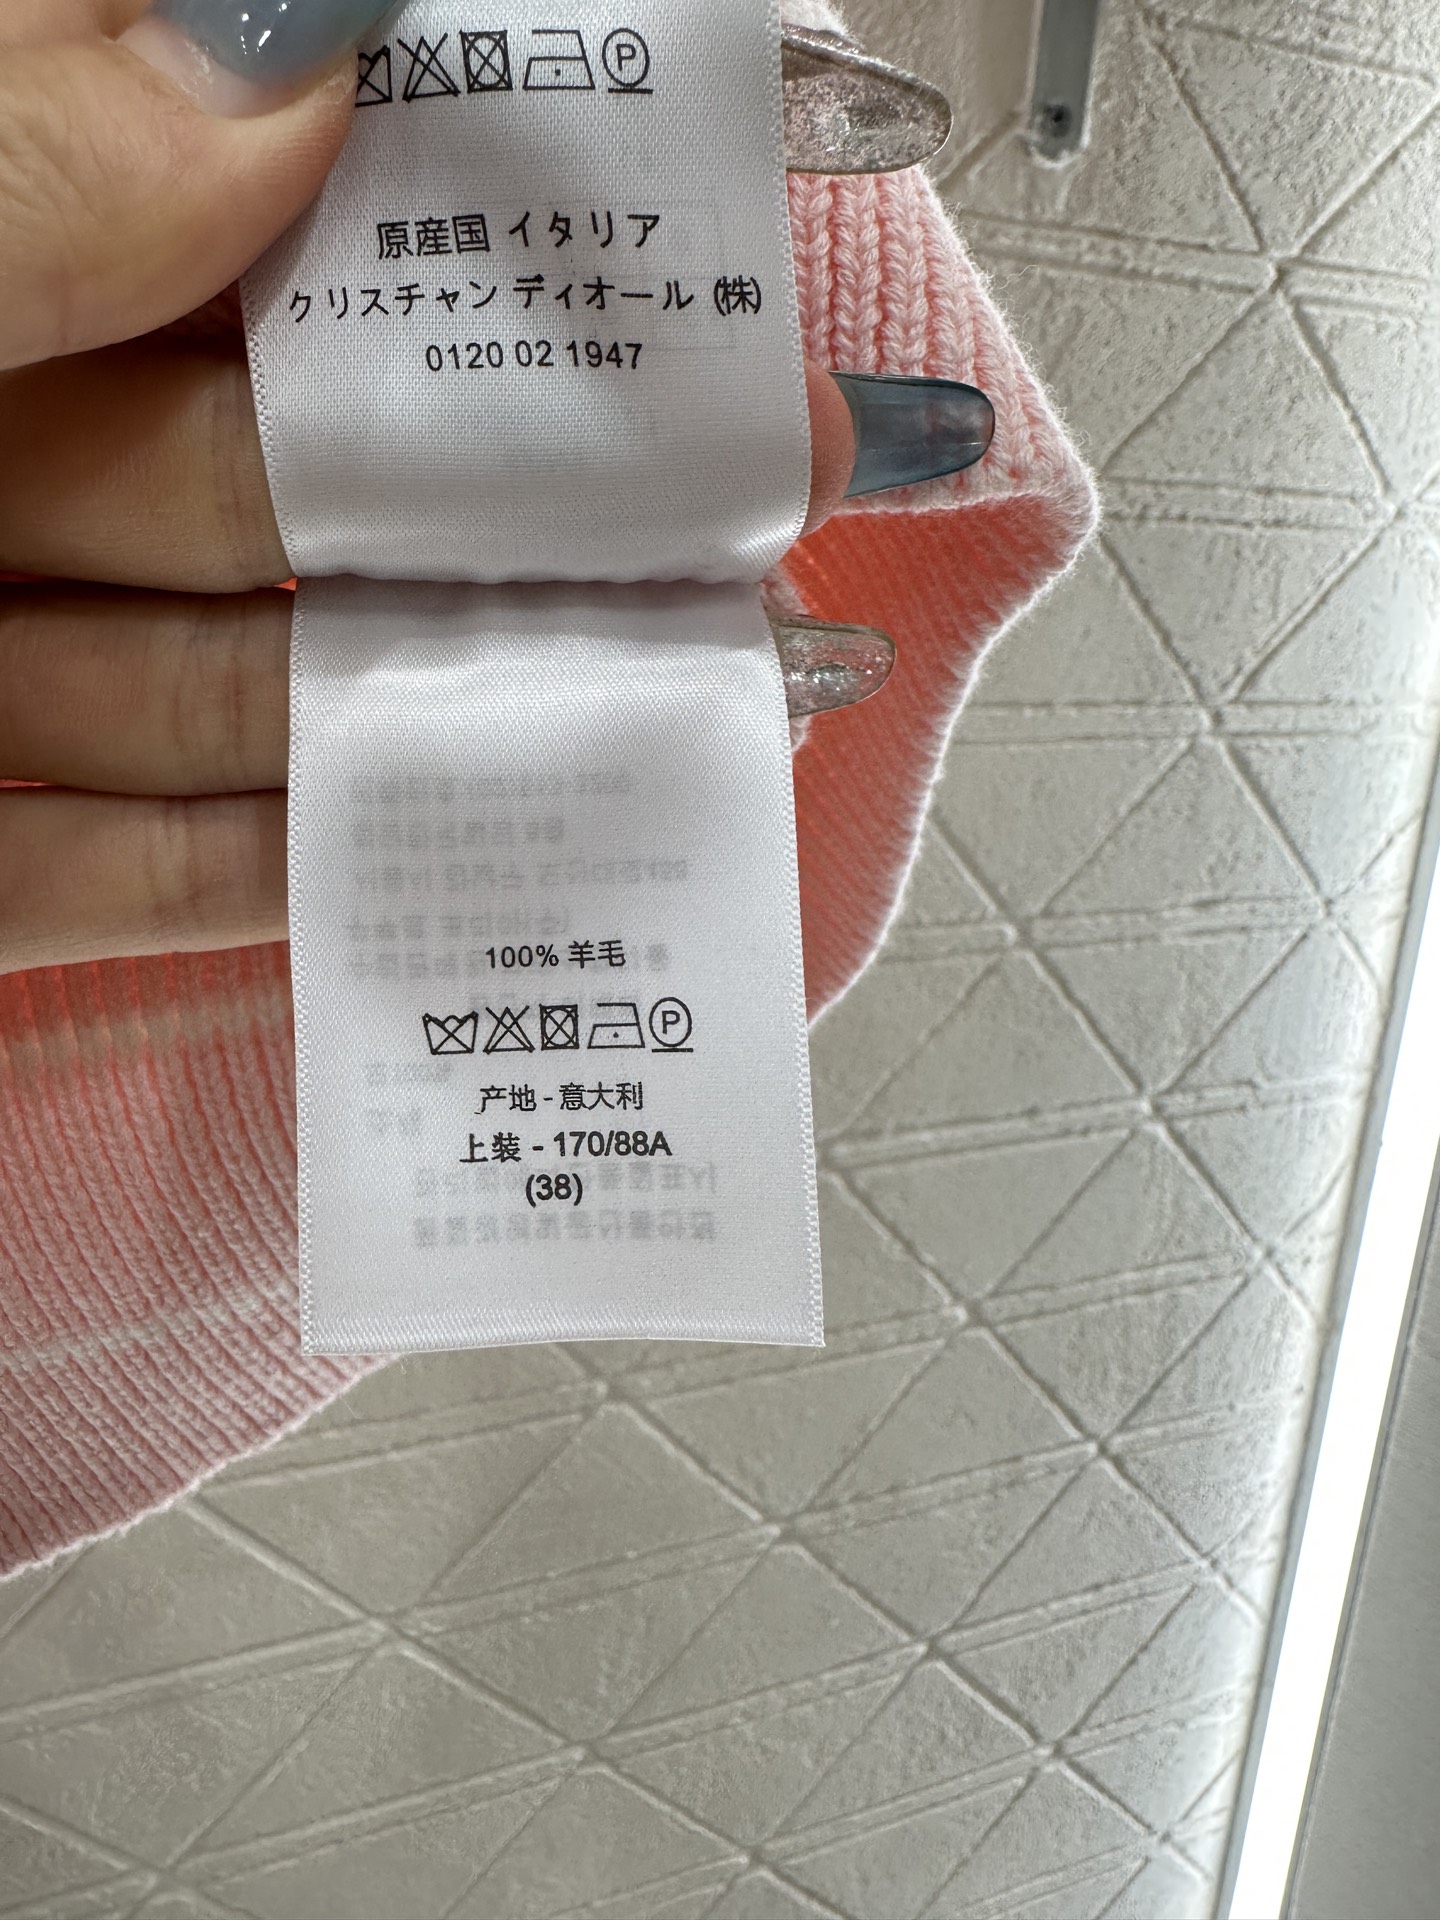 P
原産国 イタリア
クリスチャン ディオール (株)
0120 02 1947
100% 羊毛
P
产地 - 意大利
上装 - 170/88A
(38)